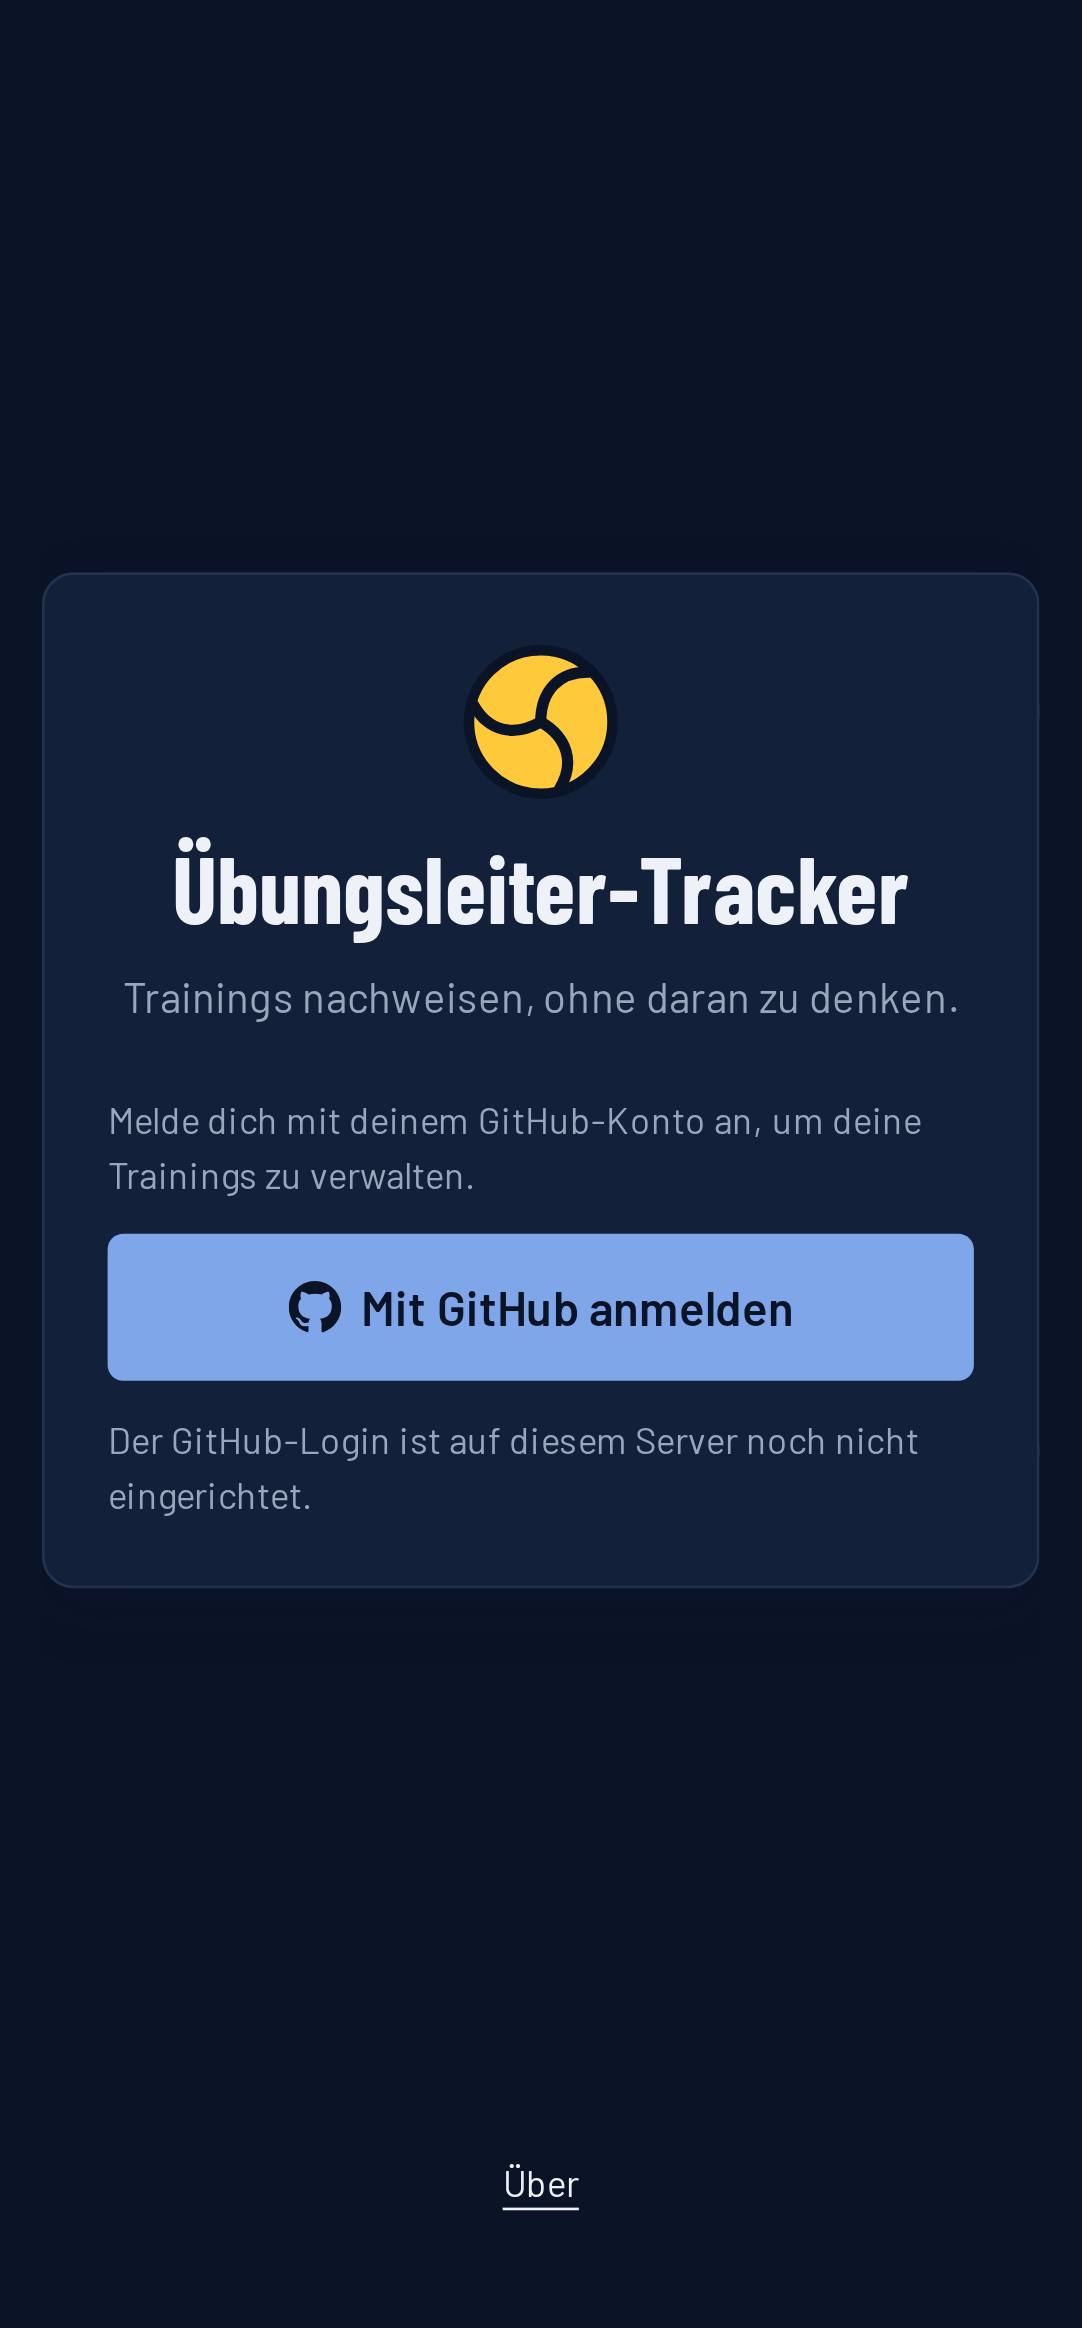 Übungsleiter-Tracker
Trainings nachweisen, ohne daran zu denken.
Melde dich mit deinem GitHub-Konto an, um deine
Trainings zu verwalten.
Mit GitHub anmelden
Der GitHub-Login ist auf diesem Server noch nicht
eingerichtet.
Über